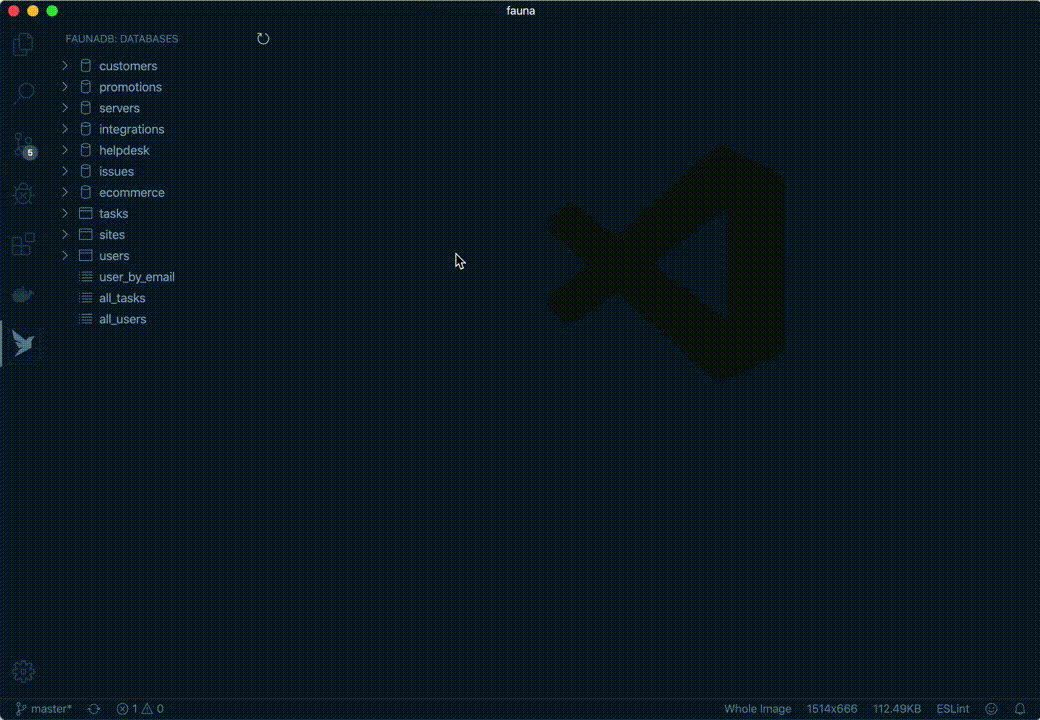 fauna
FAUNADB: DATABASES
customers
promotions
servers
integrations
helpdesk
issues
ecommerce
tasks
sites
users
user_by_email
all_tasks
all_users
5
master* 1 0 Whole Image 1514x666 112.49KB ESLint